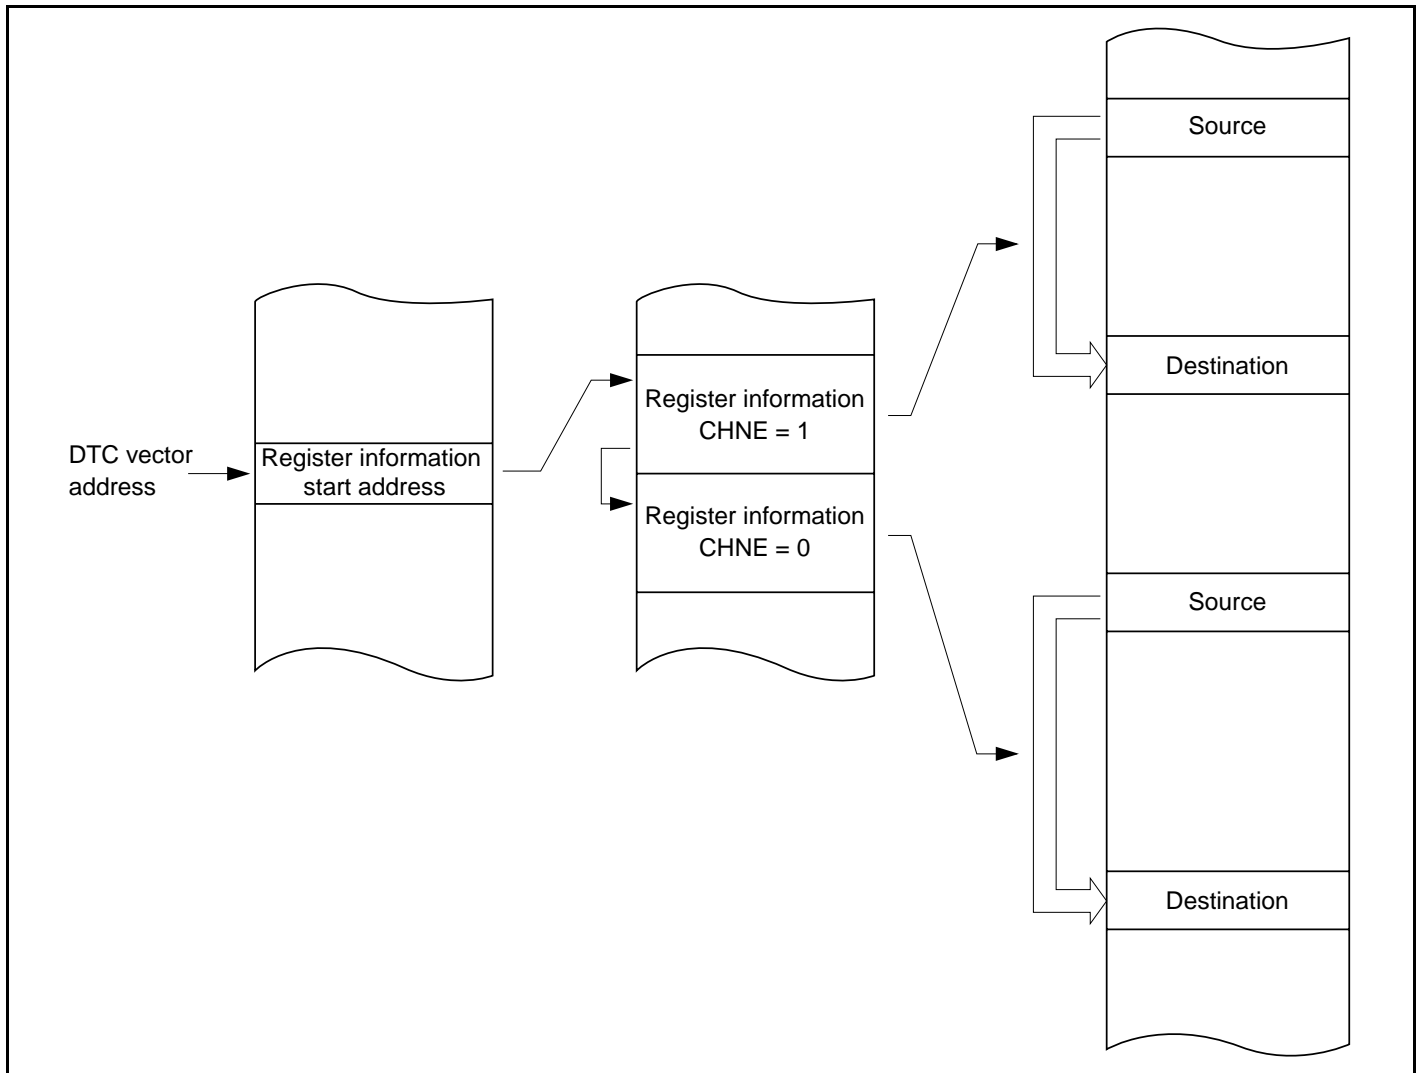 DTC vector
address
Register information
start address
Register information
CHNE = 1
Register information
CHNE = 0
Source
Destination
Source
Destination